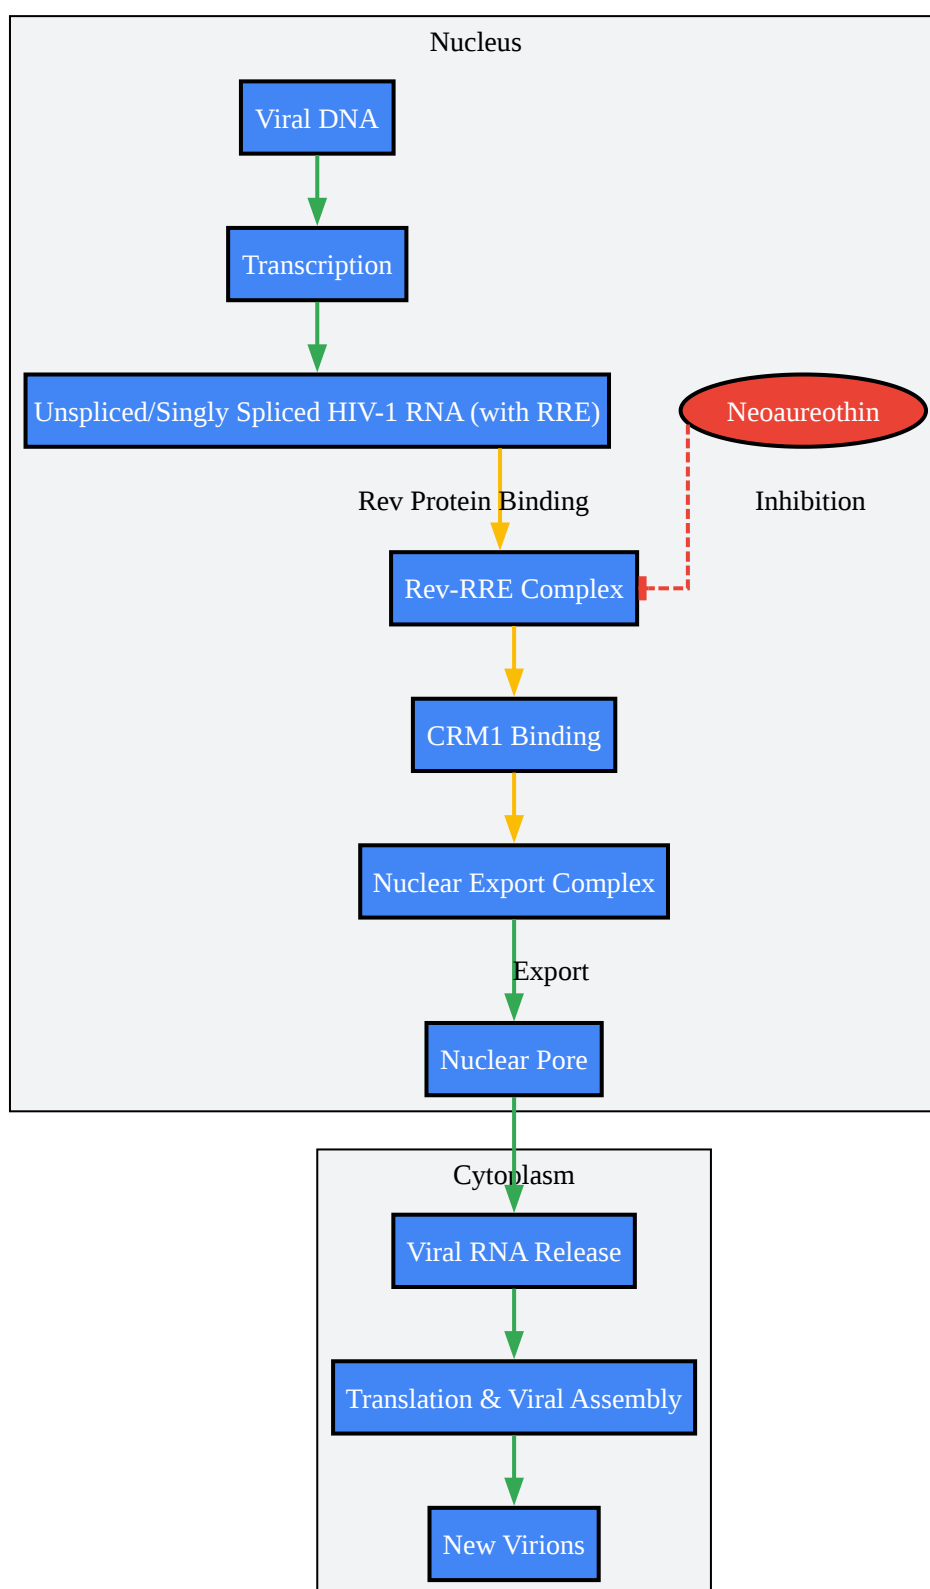 Nucleus
Viral DNA
Transcription
Unspliced/Singly Spliced HIV-1 RNA (with RRE)
Neoaureothin
Rev Protein Binding
Inhibition
Rev-RRE Complex
CRM1 Binding
Nuclear Export Complex
Export
Nuclear Pore
Cytoplasm
Viral RNA Release
Translation & Viral Assembly
New Virions